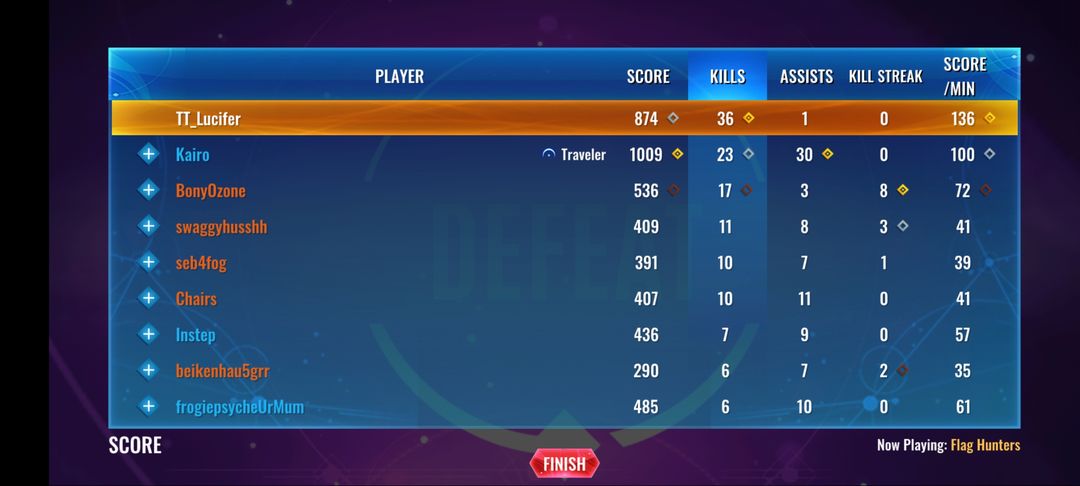 PLAYER SCORE KILLS ASSISTS KILL STREAK SCORE /MIN
TT_Lucifer 874 36 1 0 136
Kairo Traveler 1009 23 30 0 100
BonyOzone 536 17 3 8 72
swaggyhusshh 409 11 8 3 41
seb4fog 391 10 7 1 39
Chairs 407 10 11 0 41
Instep 436 7 9 0 57
beikenhau5grr 290 6 7 2 35
frogiepsycheUrMum 485 6 10 0 61
DEFEAT
SCORE
Now Playing: Flag Hunters
FINISH